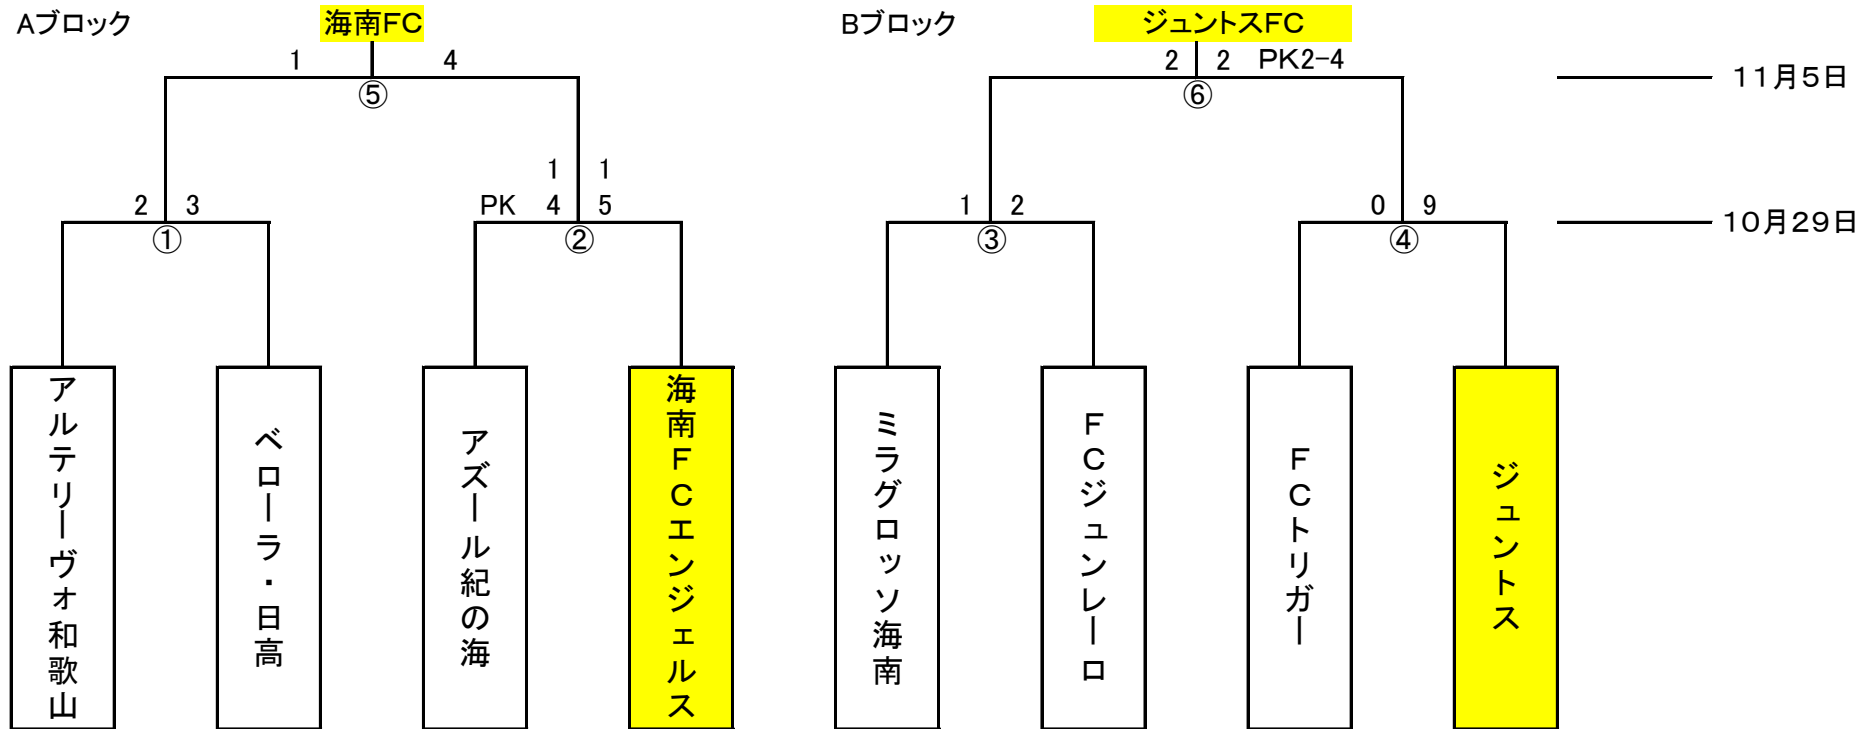 Aブロック 海南FC Bブロック ジュントスFC
1 4 2 2 PK2-4
⑤ ⑥ 11月5日
1 1
2 3 PK 4 5 1 2 0 9
① ② ③ ④ 10月29日
アルテリーヴォ和歌山
ベローラ・日高
アズール紀の海
海南FCエンジェルス
ミラグロッソ海南
FCジュンレーロ
FCトリガー
ジュントス